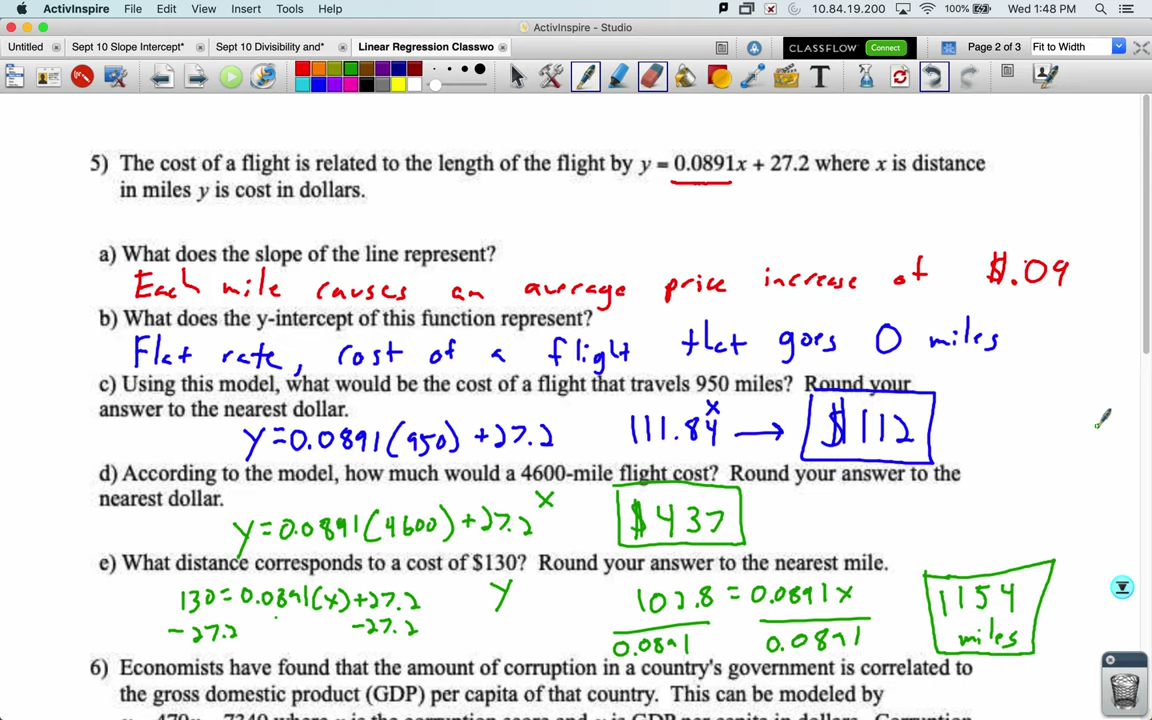 ActivInspire File Edit View Insert Tools Help 10.84.19.200 100% Wed 1:48 PM
ActivInspire - Studio
Untitled Sept 10 Slope Intercept* Sept 10 Divisibility and* Linear Regression Classwo CLASSFLOW Connect Page 2 of 3 Fit to Width
T
5) The cost of a flight is related to the length of the flight by y = 0.0891x + 27.2 where x is distance
in miles y is cost in dollars.
a) What does the slope of the line represent?
Each mile causes an average price increase of $.09
b) What does the y-intercept of this function represent?
Flat rate, cost of a flight that goes 0 miles
c) Using this model, what would be the cost of a flight that travels 950 miles? Round your
answer to the nearest dollar.
x
y=0.0891(950)+27.2 111.84 → $112
d) According to the model, how much would a 4600-mile flight cost? Round your answer to the
nearest dollar.
x
y=0.0891(4600)+27.2 $437
e) What distance corresponds to a cost of $130? Round your answer to the nearest mile.
130=0.0891(x)+27.2 y 102.8 = 0.0891x 1154
-27.2 -27.2 0.0891 0.0891 miles
6) Economists have found that the amount of corruption in a country's government is correlated to
the gross domestic product (GDP) per capita of that country. This can be modeled by